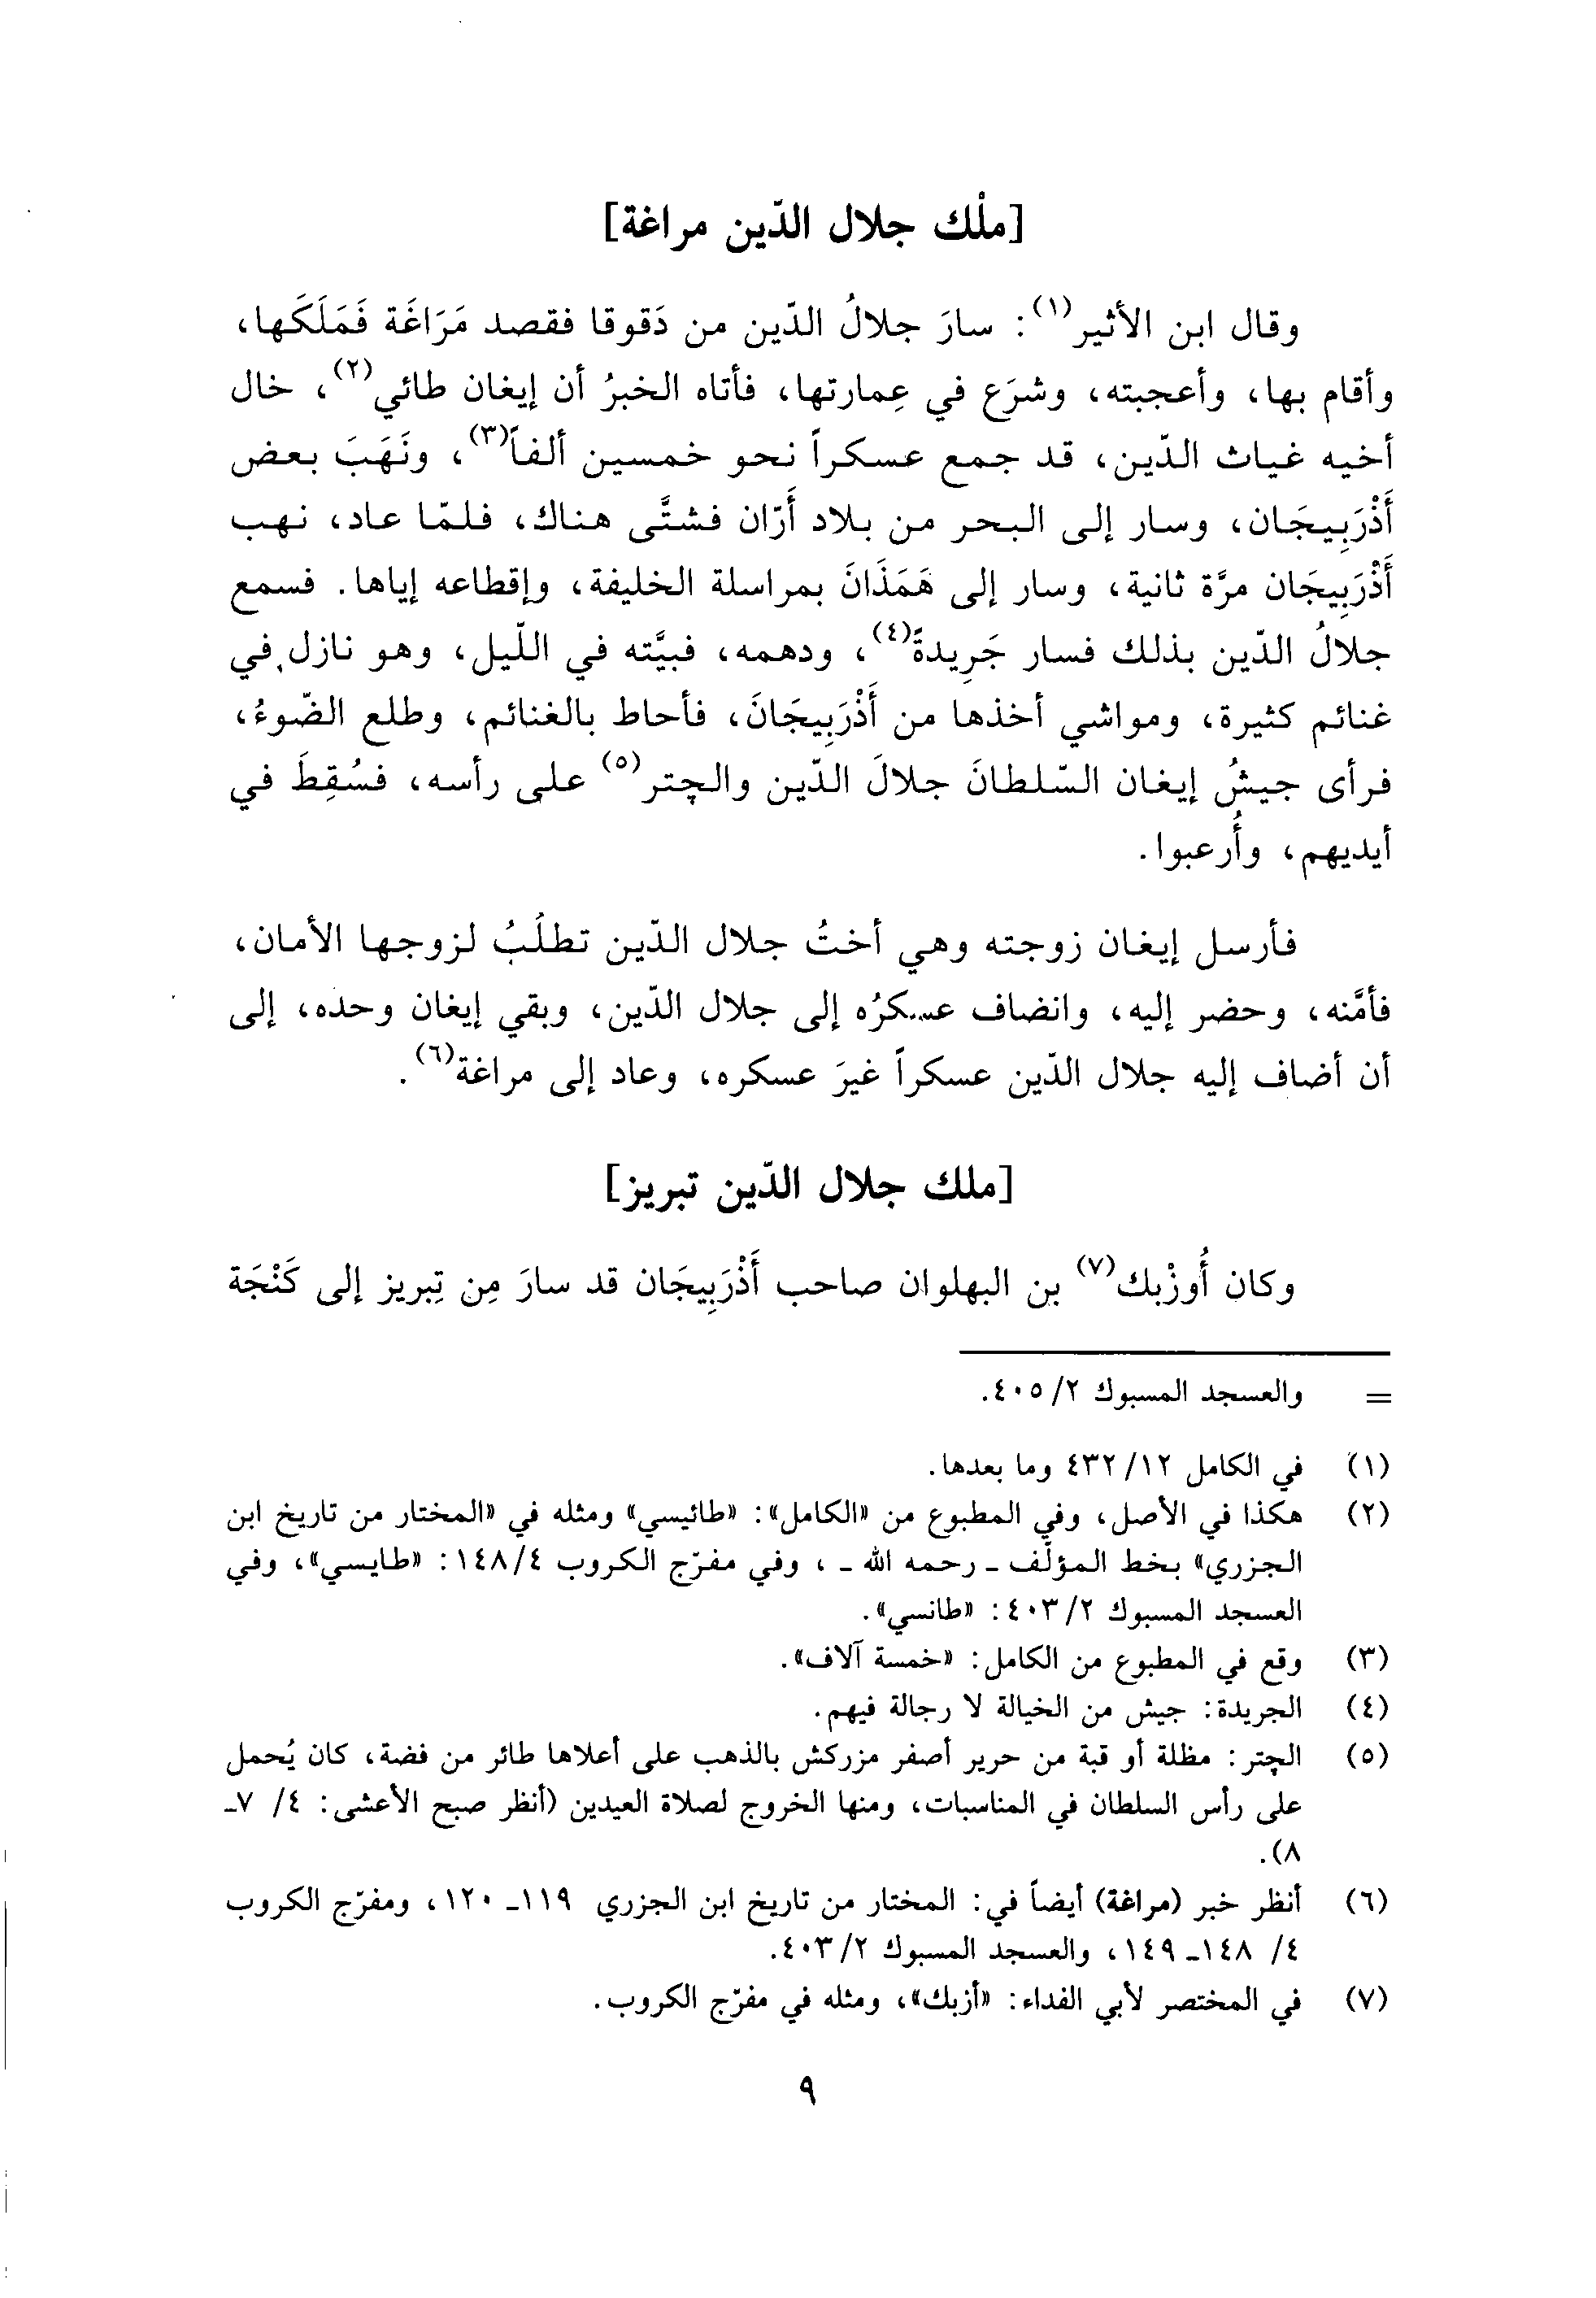 [ملْك جلال الدّين مراغة]
وقال ابن الأثير(١): سارَ جلالُ الدّين من دَقوقا فقصد مَرَاغَة فَمَلَكَها،
وأقام بها، وأعجبته، وشرَع في عِمارتها، فأتاه الخبرُ أن إيغان طائي(٢)، خال
أخيه غياث الدّين، قد جمع عسكراً نحو خمسين ألفاً(٣)، ونَهَبَ بعض
أَذْرَبِيجَان، وسار إلى البحر من بلاد أَرّان فشتَّى هناك، فلمّا عاد، نهب
أَذْرَبِيجَان مرَّة ثانية، وسار إلى هَمَذَانَ بمراسلة الخليفة، وإقطاعه إياها. فسمع
جلالُ الدّين بذلك فسار جَرِيدةً(٤)، ودهمه، فبيَّته في اللّيل، وهو نازل في
غنائم كثيرة، ومواشي أخذها من أَذْرَبِيجَانَ، فأحاط بالغنائم، وطلع الضّوءُ،
فرأى جيشُ إيغان السّلطانَ جلالَ الدّين والچتر(٥) على رأسه، فسُقِطَ في
أيديهم، وأُرعبوا.
فأرسل إيغان زوجته وهي أختُ جلال الدّين تطلُبُ لزوجها الأمان،
فأمَّنه، وحضر إليه، وانضاف عسكرُه إلى جلال الدّين، وبقي إيغان وحده، إلى
أن أضاف إليه جلال الدّين عسكراً غيرَ عسكره، وعاد إلى مراغة(٦).
[ملك جلال الدّين تبريز]
وكان أُوزْبك(٧) بن البهلوان صاحب أَذْرَبِيجَان قد سارَ مِن تِبريز إلى كَنْجَة
= والعسجد المسبوك ٢/ ٤٠٥.
(١) في الكامل ١٢/ ٤٣٢ وما بعدها.
(٢) هكذا في الأصل، وفي المطبوع من «الكامل»: «طائيسي» ومثله في «المختار من تاريخ ابن
الجزري» بخط المؤلّف ـ رحمه الله ـ ، وفي مفرّج الكروب ٤/ ١٤٨: «طايسي»، وفي
العسجد المسبوك ٢/ ٤٠٣: «طانسي».
(٣) وقع في المطبوع من الكامل: «خمسة آلاف».
(٤) الجريدة: جيش من الخيالة لا رجالة فيهم.
(٥) الچتر: مظلة أو قبة من حرير أصفر مزركش بالذهب على أعلاها طائر من فضة، كان يُحمل
على رأس السلطان في المناسبات، ومنها الخروج لصلاة العيدين (أنظر صبح الأعشى: ٤/ ٧ـ
٨).
(٦) أنظر خبر (مراغة) أيضاً في: المختار من تاريخ ابن الجزري ١١٩ـ ١٢٠، ومفرّج الكروب
٤/ ١٤٨ـ ١٤٩، والعسجد المسبوك ٢/ ٤٠٣.
(٧) في المختصر لأبي الفداء: «أزبك»، ومثله في مفرّج الكروب.
٩